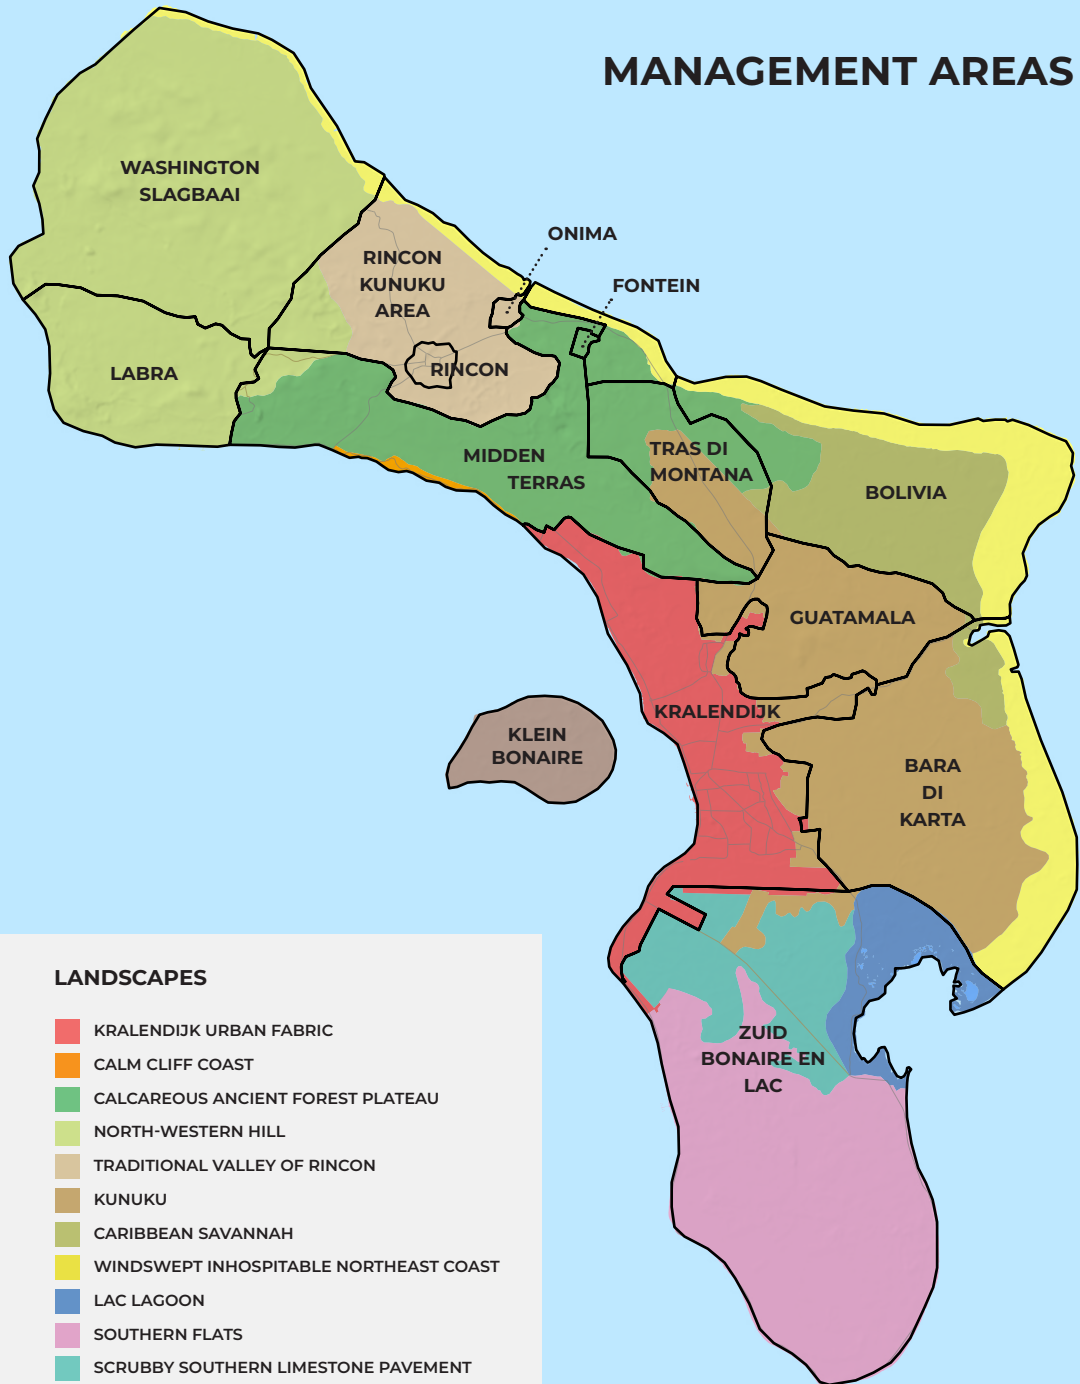 MANAGEMENT AREAS
WASHINGTON
SLAGBAAI
ONIMA
RINCON
KUNUKU
AREA
FONTEIN
LABRA
RINCON
MIDDEN
TERRAS
TRAS DI
MONTANA
BOLIVIA
GUATAMALA
KRALENDIJK
KLEIN
BONAIRE
BARA
DI
KARTA
ZUID
BONAIRE EN
LAC
LANDSCAPES
KRALENDIJK URBAN FABRIC
CALM CLIFF COAST
CALCAREOUS ANCIENT FOREST PLATEAU
NORTH-WESTERN HILL
TRADITIONAL VALLEY OF RINCON
KUNUKU
CARIBBEAN SAVANNAH
WINDSWEPT INHOSPITABLE NORTHEAST COAST
LAC LAGOON
SOUTHERN FLATS
SCRUBBY SOUTHERN LIMESTONE PAVEMENT